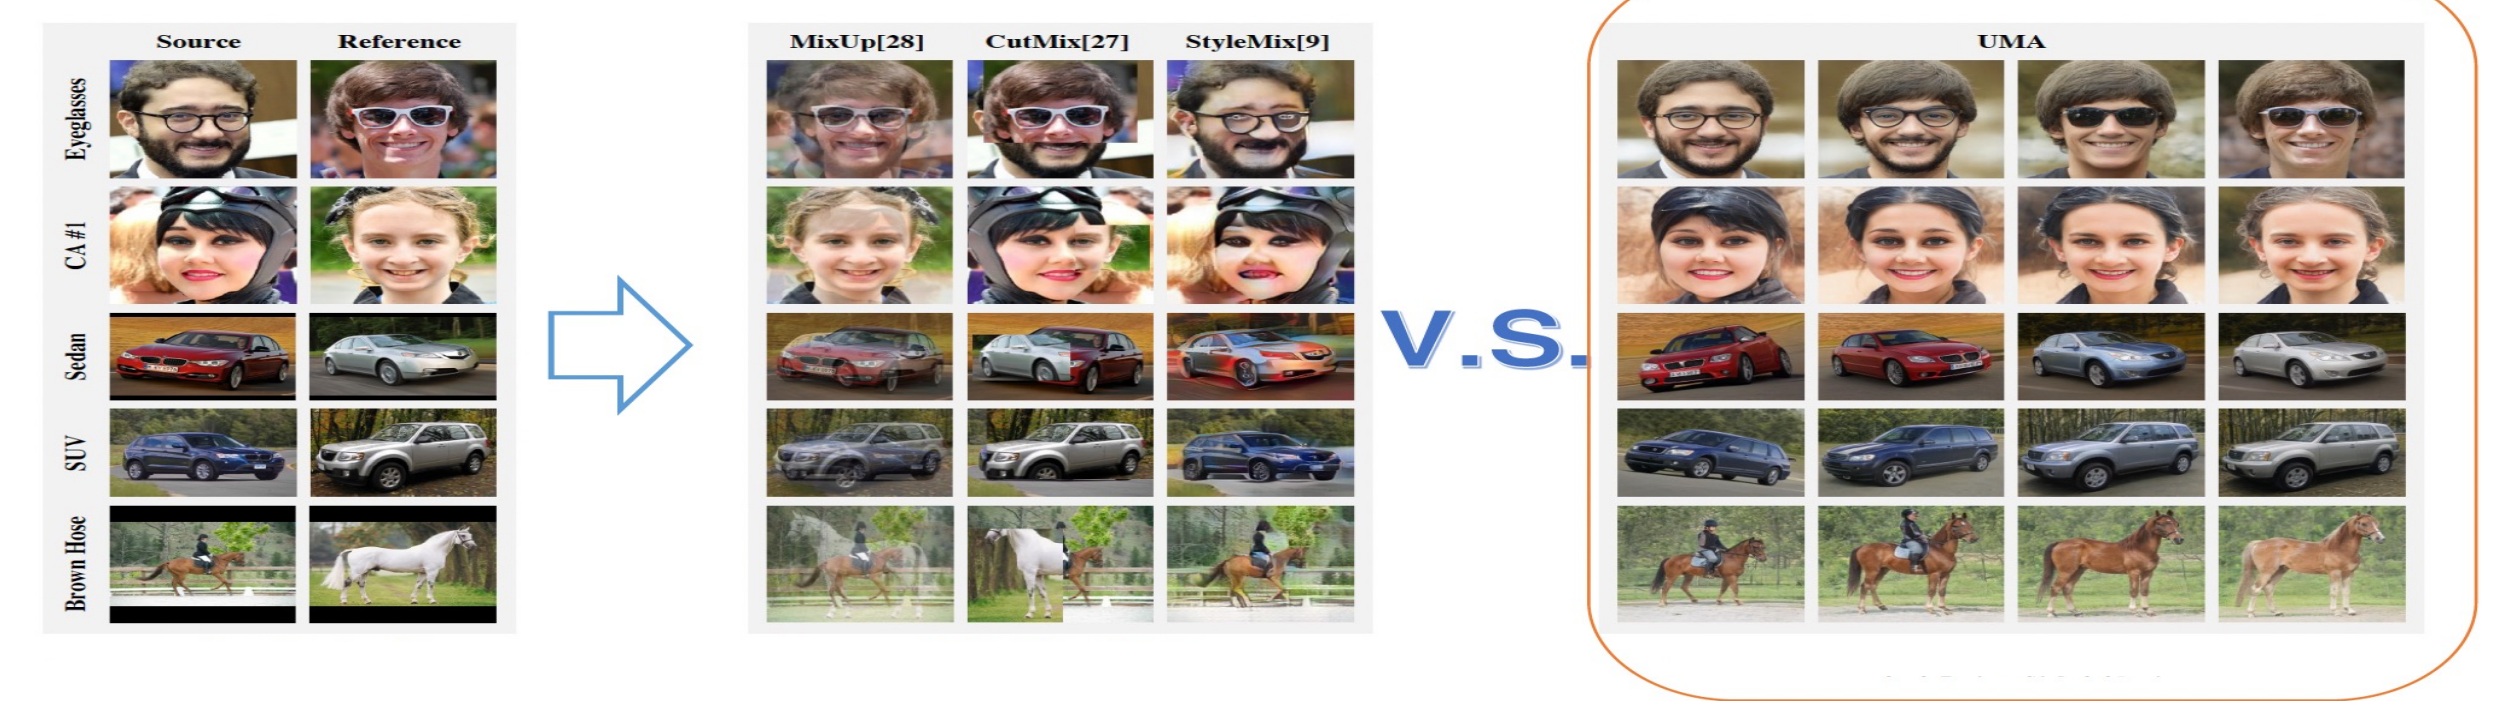 Source Reference
Eyeglasses
CA #1
Sedan
SUV
Brown Hose
MixUp[28] CutMix[27] StyleMix[9]
V.S.
UMA